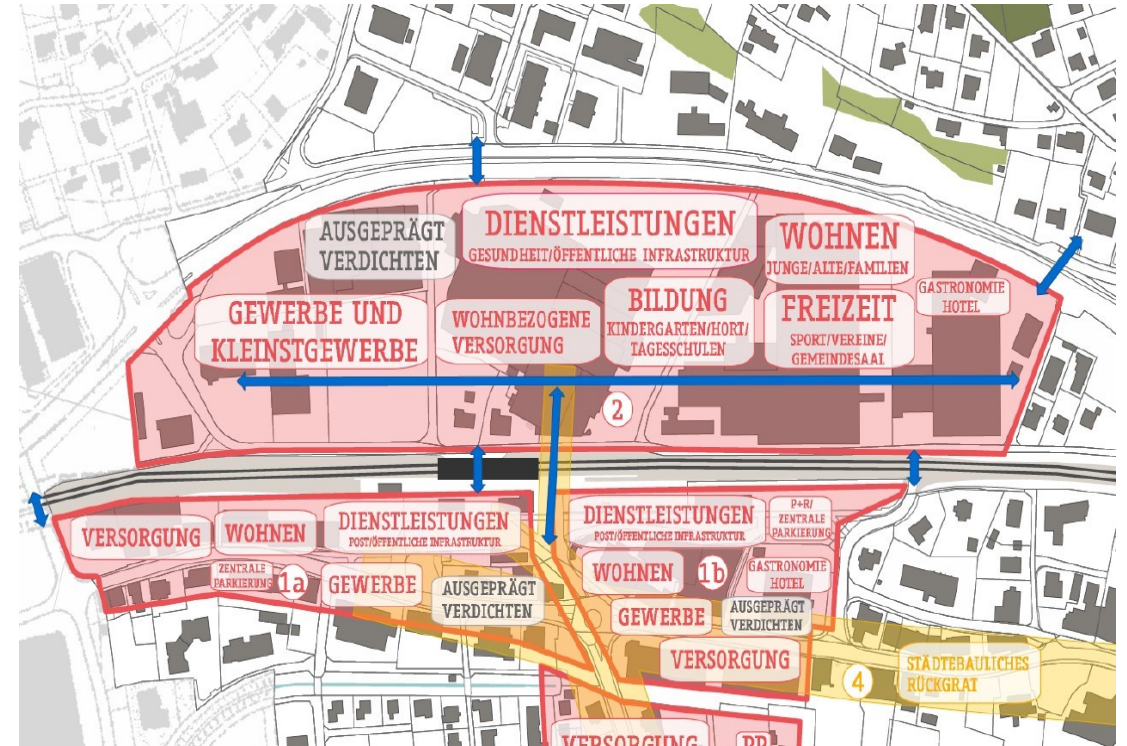 AUSGEPRÄGT
VERDICHTEN
DIENSTLEISTUNGEN
GESUNDHEIT/ÖFFENTLICHE INFRASTRUKTUR
WOHNEN
JUNGE/ALTE/FAMILIEN
GEWERBE UND
KLEINSTGEWERBE
WOHNBEZOGENE
VERSORGUNG
BILDUNG
KINDERGARTEN/HORT/
TAGESSCHULEN
FREIZEIT
SPORT/VEREINE/
GEMEINDESAAL
GASTRONOMIE
HOTEL
2
VERSORGUNG
WOHNEN
DIENSTLEISTUNGEN
POST/ÖFFENTLICHE INFRASTRUKTUR
ZENTRALE
PARKIERUNG
1a
GEWERBE
AUSGEPRÄGT
VERDICHTEN
DIENSTLEISTUNGEN
POST/ÖFFENTLICHE INFRASTRUKTUR
P+R/
ZENTRALE
PARKIERUNG
WOHNEN
1b
GASTRONOMIE
HOTEL
GEWERBE
AUSGEPRÄGT
VERDICHTEN
VERSORGUNG
4
STÄDTEBAULICHES
RÜCKGRAT
VERSORGUNG